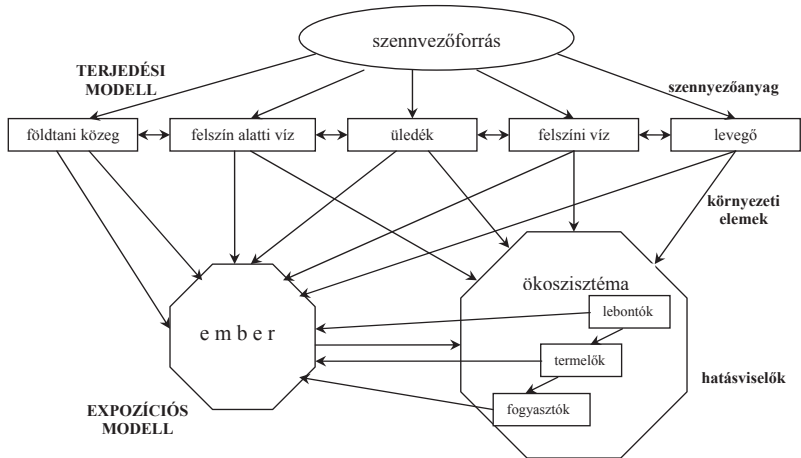 szennvezőforrás
TERJEDÉSI
MODELL
szennyezőanyag
földtani közeg
felszín alatti víz
üledék
felszíni víz
levegő
környezeti
elemek
ökoszisztéma
lebontók
ember
termelők
hatásviselők
fogyasztók
EXPOZÍCIÓS
MODELL